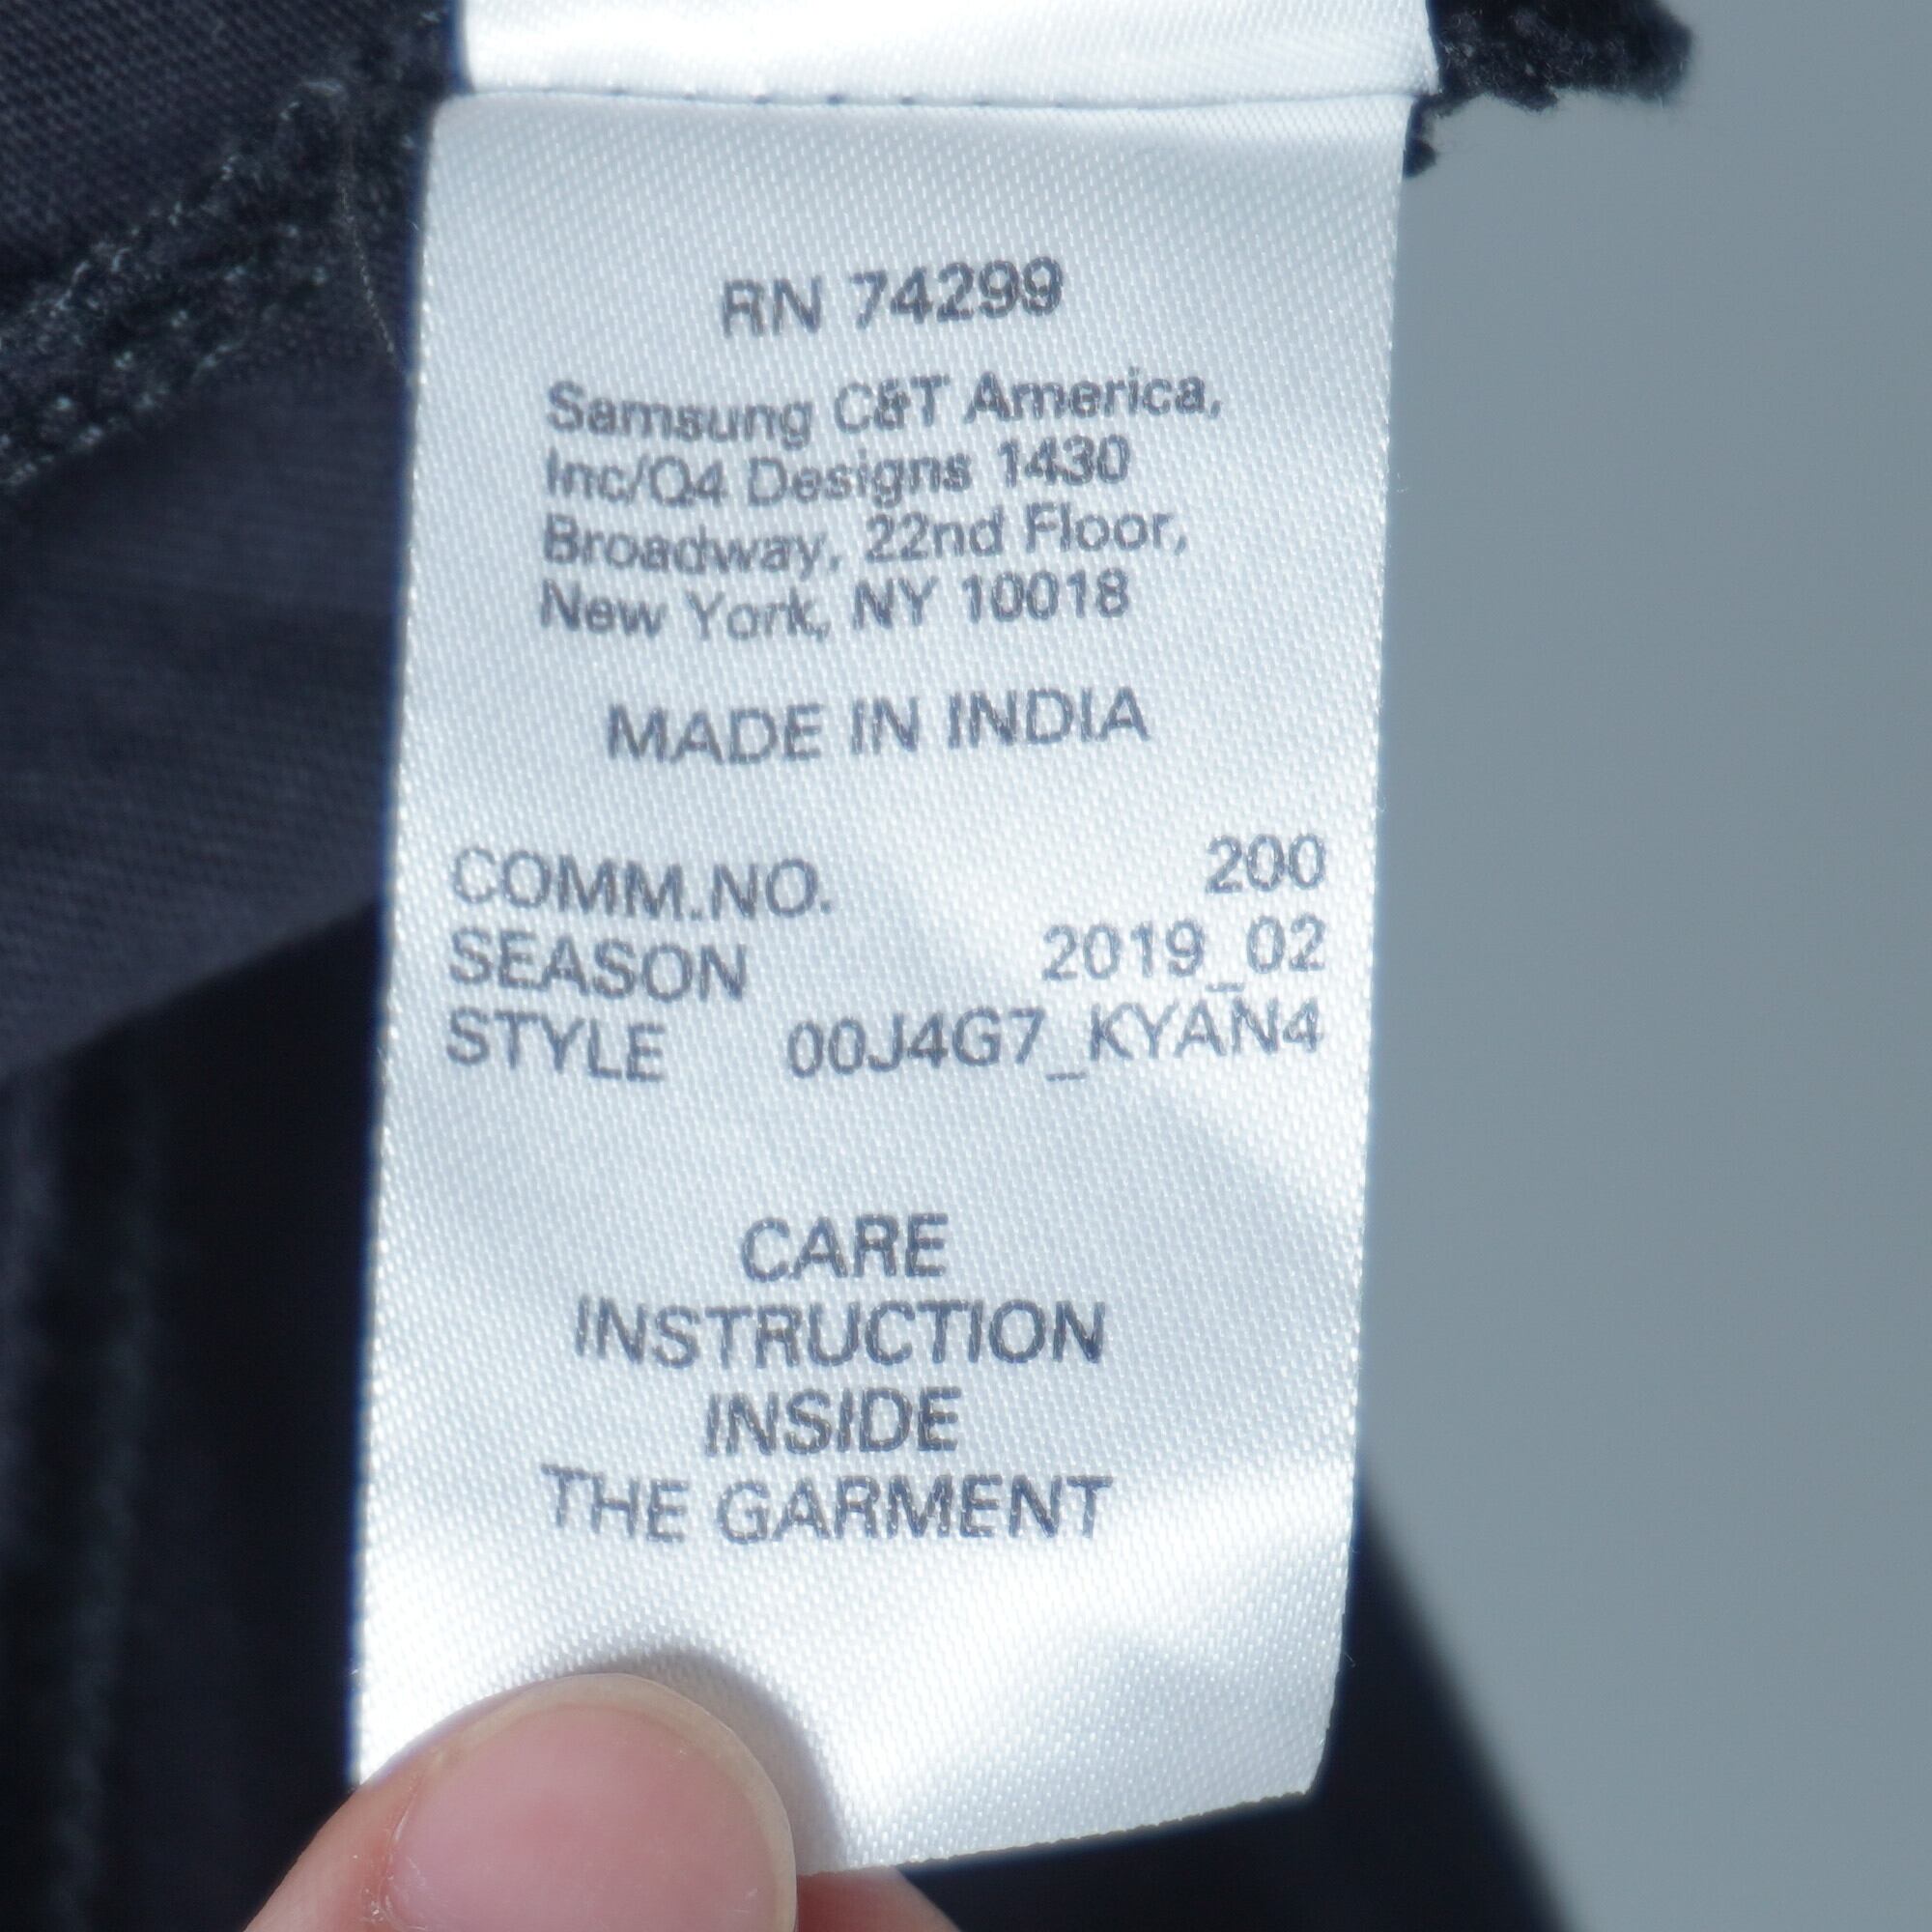 RN 74299
Samsung C&T America,
Inc/Q4 Designs 1430
Broadway, 22nd Floor,
New York, NY 10018
MADE IN INDIA
COMM.NO. 200
SEASON 2019_02
STYLE 00J4G7_KYAN4
CARE
INSTRUCTION
INSIDE
THE GARMENT